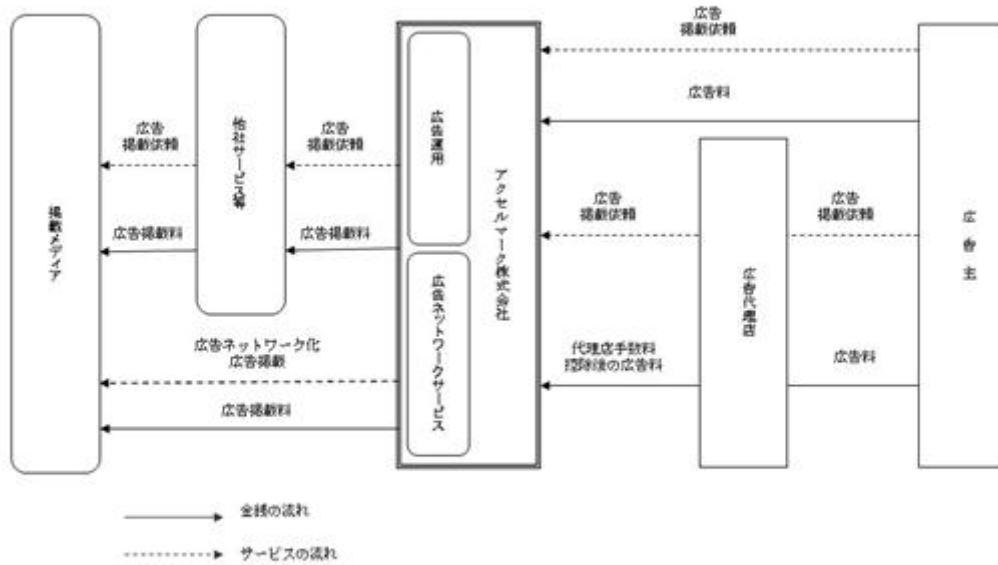 広告
掲載依頼
広告料
広告
掲載依頼
広告
掲載依頼
広告運用
他社サービス等
アクセルマーク株式会社
広告
掲載依頼
広告
掲載依頼
掲載メディア
広告主
広告掲載料
広告掲載料
広告ネットワークサービス
広告代理店
広告ネットワーク化
広告掲載
代理店手数料
控除後の広告料
広告料
広告掲載料
金銭の流れ
サービスの流れ